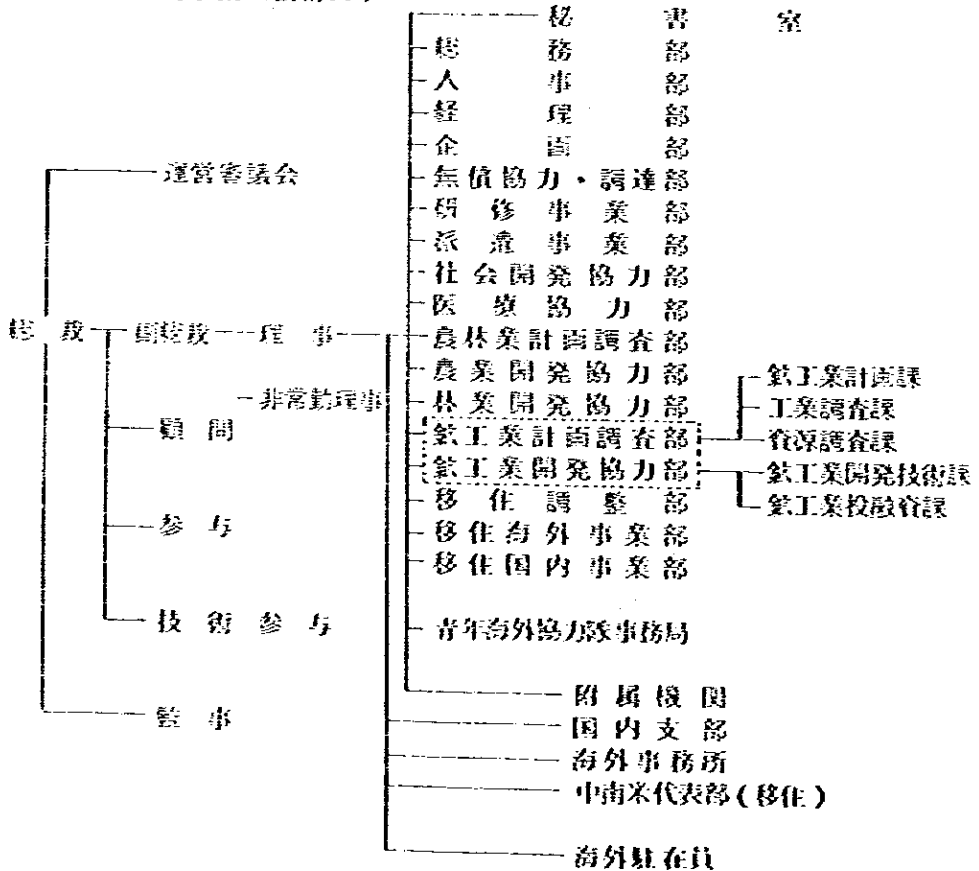 秘書室
総務部
人事部
経理部
企画部
運営審議会
無償協力・調達部
研修事業部
派遣事業部
社会開発協力部
医療協力部
総裁
副総裁
理事
農林業計画調査部
農業開発協力部
鉱工業計画課
非常勤理事
林業開発協力部
工業調査課
顧問
鉱工業計画調査部
資源調査課
鉱工業開発協力部
鉱工業開発技術課
移住調整部
鉱工業投融資課
参与
移住海外事業部
移住国内事業部
技術参与
青年海外協力隊事務局
附属機関
監事
国内支部
海外事務所
中南米代表部(移住)
海外駐在員